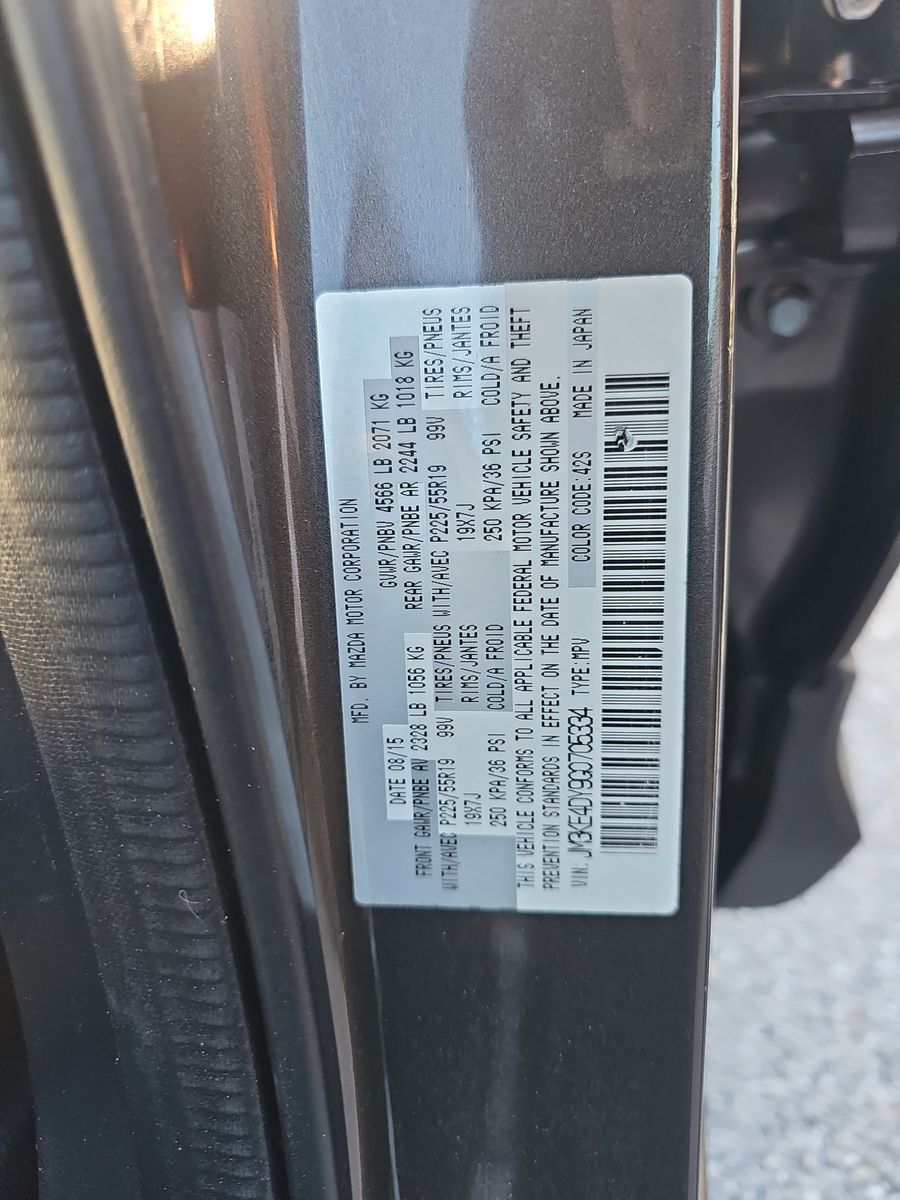 MFD. BY MAZDA MOTOR CORPORATION
DATE 08/15 GVWR/PNBV 4566 LB 2071 KG
FRONT GAWR/PNBE AV 2328 LB 1056 KG REAR GAWR/PNBE AR 2244 LB 1018 KG
WITH/AVEC P225/55R19 99V TIRES/PNEUS WITH/AVEC P225/55R19 99V TIRES/PNEUS
19X7J RIMS/JANTES 19X7J RIMS/JANTES
250 KPA/36 PSI COLD/A FROID 250 KPA/36 PSI COLD/A FROID
THIS VEHICLE CONFORMS TO ALL APPLICABLE FEDERAL MOTOR VEHICLE SAFETY AND THEFT
PREVENTION STANDARDS IN EFFECT ON THE DATE OF MANUFACTURE SHOWN ABOVE.
VIN: JM3KE4DY9G0705334 TYPE:MPV COLOR CODE:42S MADE IN JAPAN